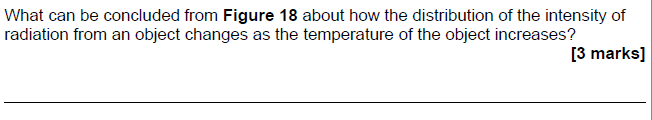 What can be concluded from Figure 18 about how the distribution of the intensity of
radiation from an object changes as the temperature of the object increases?
[3 marks]